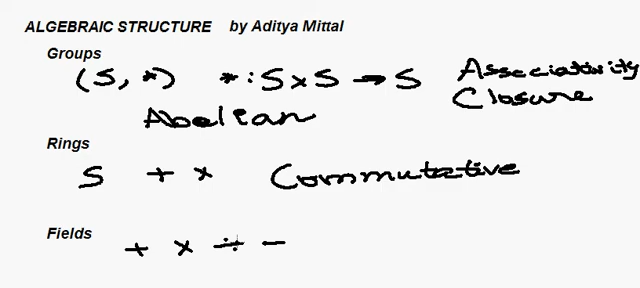 ALGEBRAIC STRUCTURE by Aditya Mittal
Groups
(S, *) * : S x S → S Associativity
Closure
Abelian
Rings
S + x Commutative
Fields
+ x ÷ −